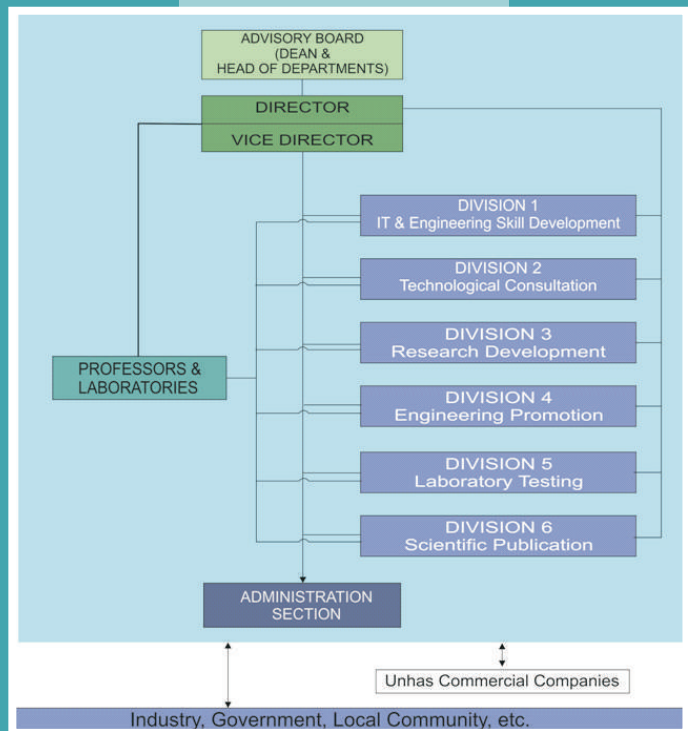 ADVISORY BOARD
(DEAN &
HEAD OF DEPARTMENTS)
DIRECTOR
VICE DIRECTOR
DIVISION 1
IT & Engineering Skill Development
DIVISION 2
Technological Consultation
DIVISION 3
Research Development
PROFESSORS &
LABORATORIES
DIVISION 4
Engineering Promotion
DIVISION 5
Laboratory Testing
DIVISION 6
Scientific Publication
ADMINISTRATION
SECTION
Unhas Commercial Companies
Industry, Government, Local Community, etc.